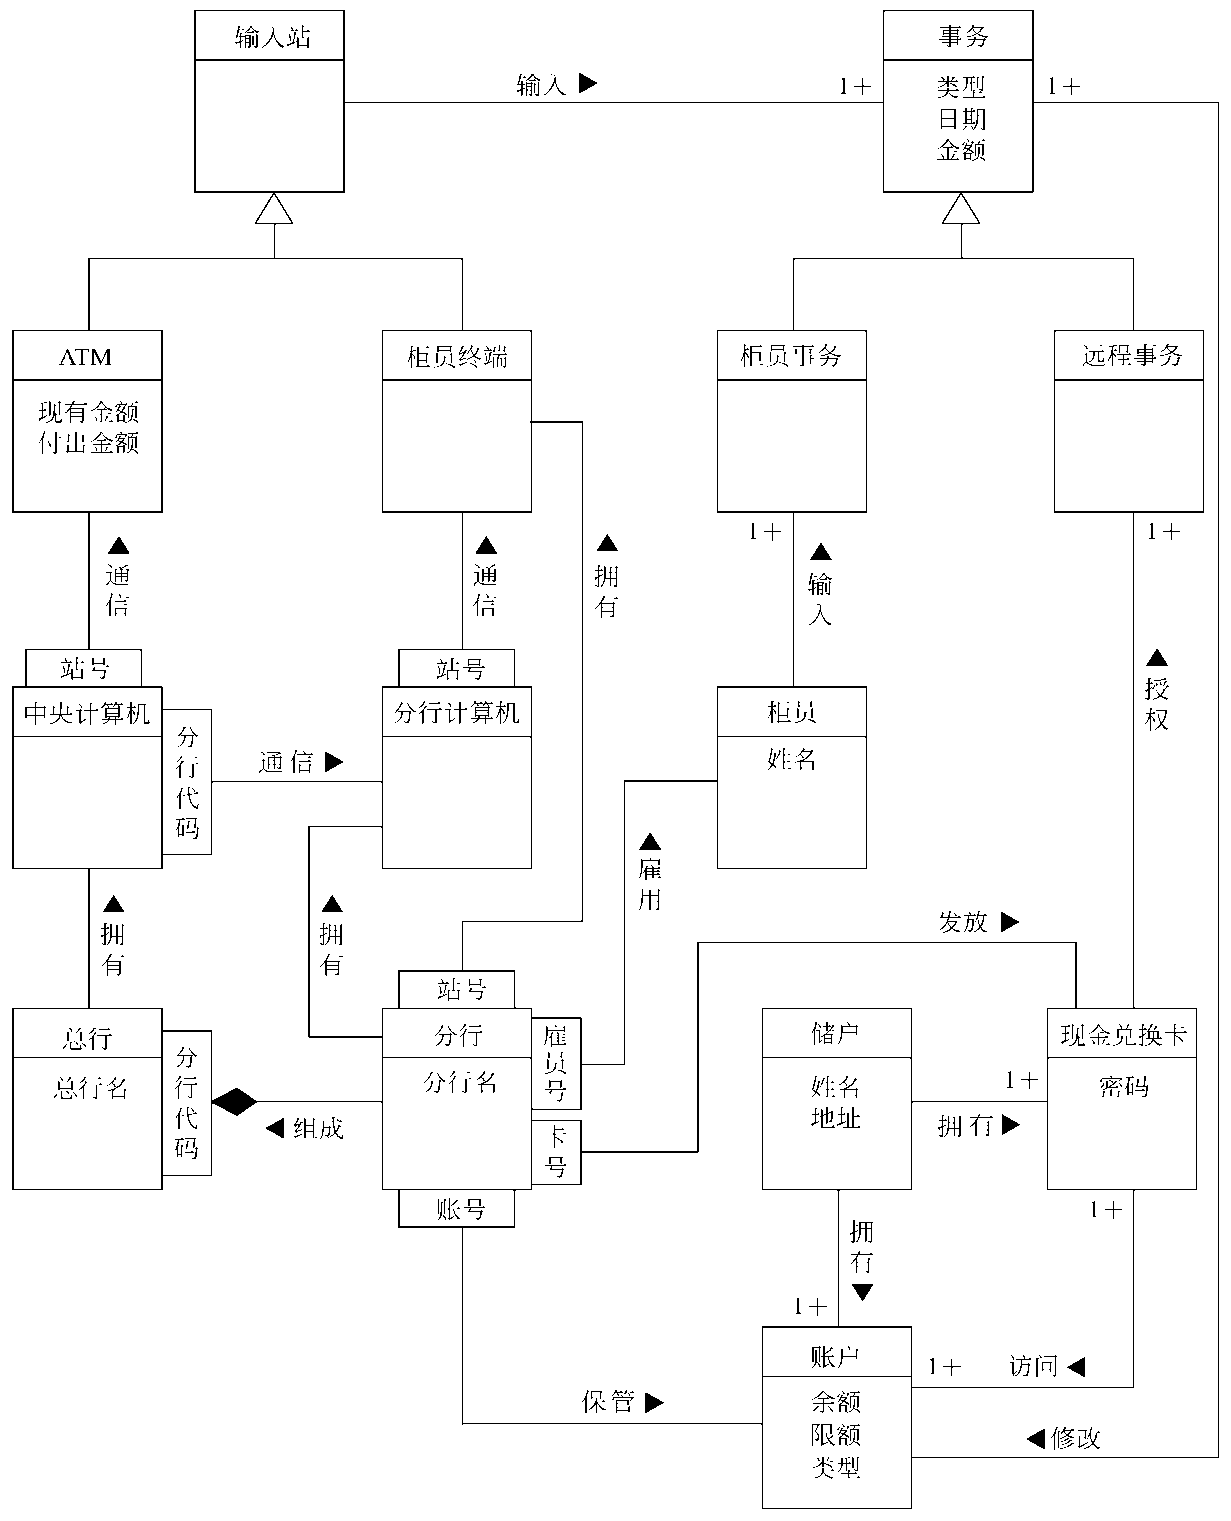 输入站
事务
输入
1+
1+
类型
日期
金额
ATM
柜员终端
柜员事务
远程事务
现有金额
付出金额
1+
1+
通信
通信
拥有
输入
站号
站号
授权
中央计算机
分行计算机
柜员
分行代码
通信
姓名
雇用
拥有
拥有
发放
站号
总行
分行
雇员号
储户
现金兑换卡
总行名
分行代码
分行名
姓名
地址
1+
密码
组成
卡号
拥有
账号
1+
拥有
1+
账户
1+
访问
保管
余额
限额
类型
修改